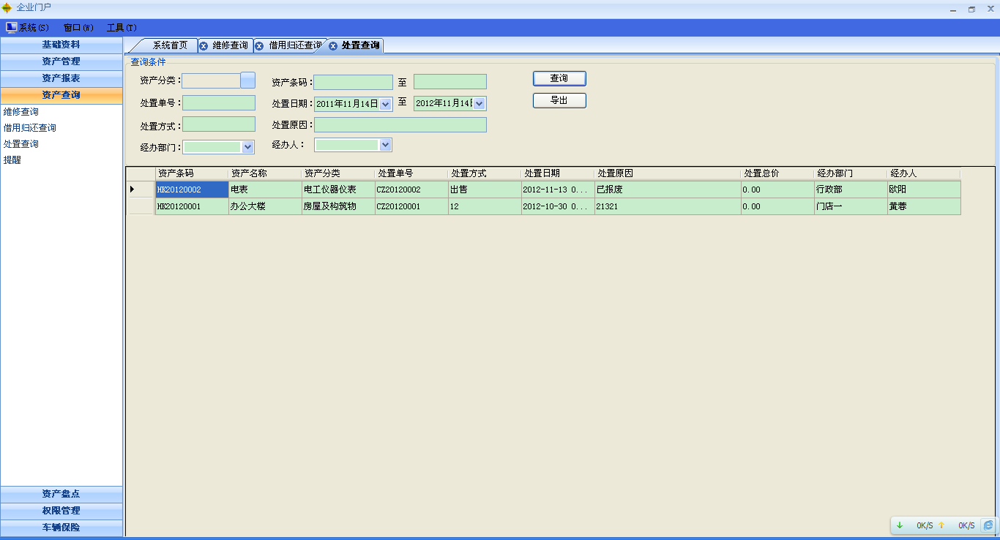 企业门户
系统(S) 窗口(W) 工具(T)
基础资料
资产管理
资产报表
资产查询
维修查询
借用归还查询
处置查询
提醒
资产盘点
权限管理
车辆保险
系统首页 维修查询 借用归还查询 处置查询
查询条件
资产分类: 资产条码: 至 查询
处置单号: 处置日期: 2011年11月14日 至 2012年11月14日 导出
处置方式: 处置原因:
经办部门: 经办人:
资产条码 资产名称 资产分类 处置单号 处置方式 处置日期 处置原因 处置总价 经办部门 经办人
HK20120002 电表 电工仪器仪表 CZ20120002 出售 2012-11-13 0... 已报废 0.00 行政部 欧阳
HK20120001 办公大楼 房屋及构筑物 CZ20120001 12 2012-10-30 0... 21321 0.00 门店一 黄蓉
0K/S 0K/S